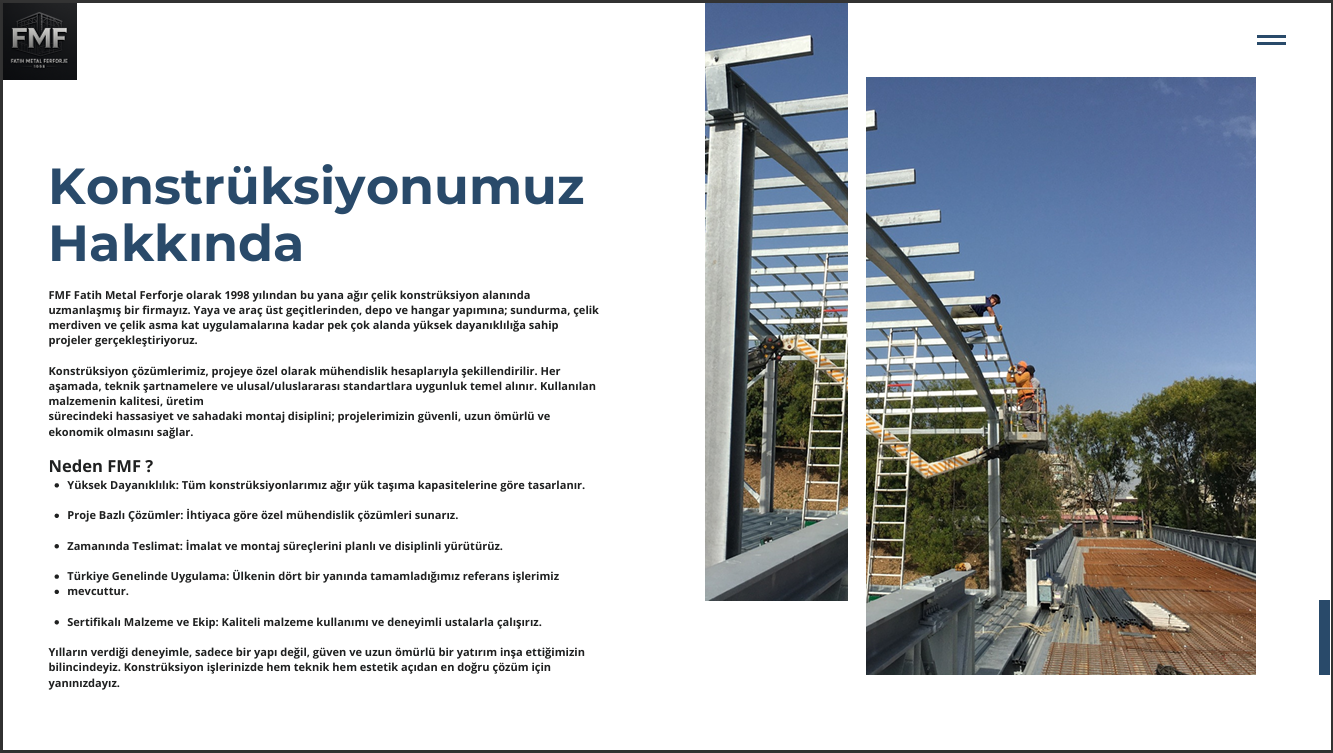 FMF
FATIH METAL FERFORJE
1998
Konstrüksiyonumuz
Hakkında
FMF Fatih Metal Ferforje olarak 1998 yılından bu yana ağır çelik konstrüksiyon alanında
uzmanlaşmış bir firmayız. Yaya ve araç üst geçitlerinden, depo ve hangar yapımına; sundurma, çelik
merdiven ve çelik asma kat uygulamalarına kadar pek çok alanda yüksek dayanıklılığa sahip
projeler gerçekleştiriyoruz.
Konstrüksiyon çözümlerimiz, projeye özel olarak mühendislik hesaplarıyla şekillendirilir. Her
aşamada, teknik şartnamelere ve ulusal/uluslararası standartlara uygunluk temel alınır. Kullanılan
malzemenin kalitesi, üretim
sürecindeki hassasiyet ve sahadaki montaj disiplini; projelerimizin güvenli, uzun ömürlü ve
ekonomik olmasını sağlar.
Neden FMF ?
• Yüksek Dayanıklılık: Tüm konstrüksiyonlarımız ağır yük taşıma kapasitelerine göre tasarlanır.
• Proje Bazlı Çözümler: İhtiyaca göre özel mühendislik çözümleri sunarız.
• Zamanında Teslimat: İmalat ve montaj süreçlerini planlı ve disiplinli yürütürüz.
• Türkiye Genelinde Uygulama: Ülkenin dört bir yanında tamamladığımız referans işlerimiz
• mevcuttur.
• Sertifikalı Malzeme ve Ekip: Kaliteli malzeme kullanımı ve deneyimli ustalarla çalışırız.
Yılların verdiği deneyimle, sadece bir yapı değil, güven ve uzun ömürlü bir yatırım inşa ettiğimizin
bilincindeyiz. Konstrüksiyon işlerinizde hem teknik hem estetik açıdan en doğru çözüm için
yanınızdayız.